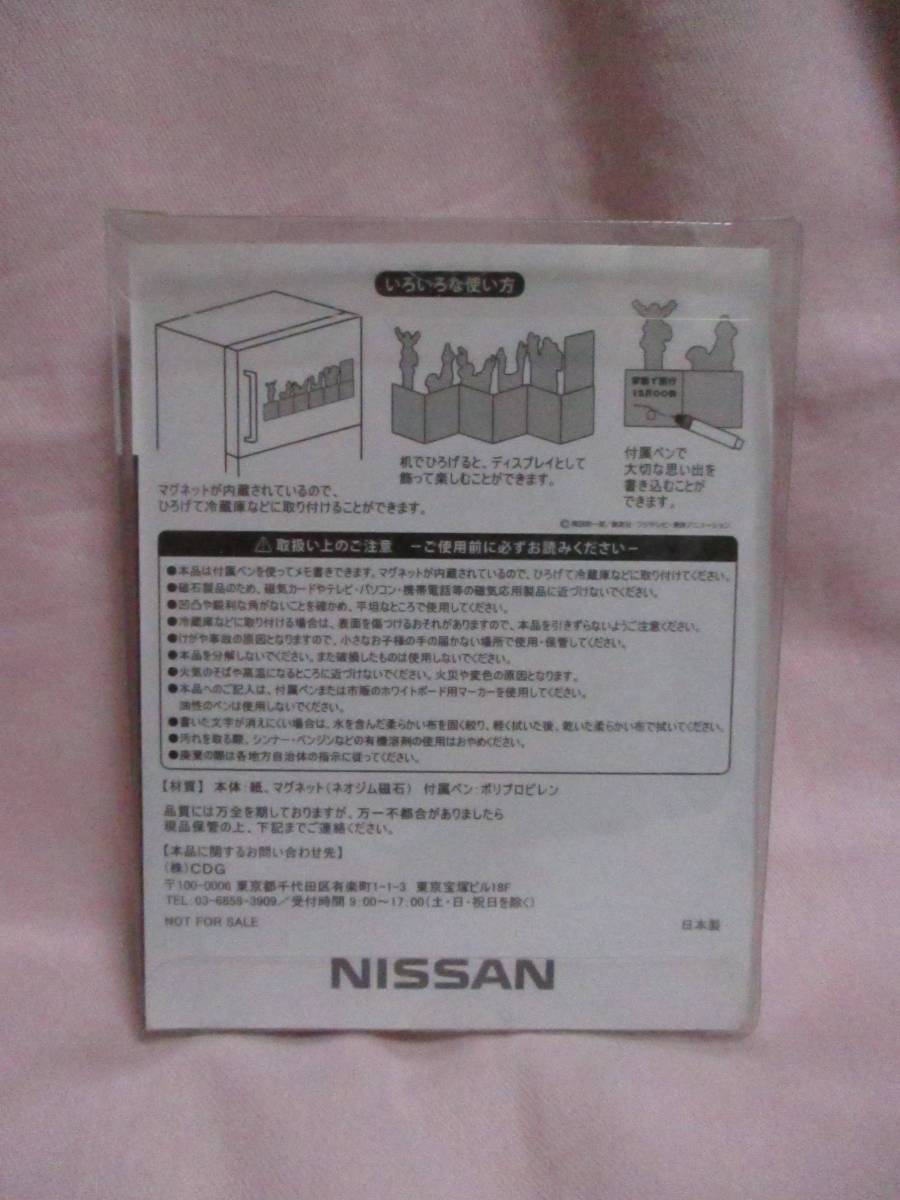 いろいろな使い方
マグネットが内蔵されているので、
ひろげて冷蔵庫などに取り付けることができます。
机でひろげると、ディスプレイとして
飾って楽しむことができます。
家族で旅行
12月00日
付属ペンで
大切な思い出を
書き込むことが
できます。
集英社・フジテレビ・東映アニメーション
取扱い上のご注意 －ご使用前に必ずお読みください－
●本品は付属ペンを使ってメモ書きできます。マグネットが内蔵されているので、ひろげて冷蔵庫などに取り付けてください。
●磁石製品のため、磁気カードやテレビ・パソコン・携帯電話等の磁気応用製品に近づけないでください。
●凹凸や鋭利な角がないことを確かめ、平坦なところで使用してください。
●冷蔵庫などに取り付ける場合は、表面を傷つけるおそれがありますので、本品を引きずらないようご注意ください。
●けがや事故の原因となりますので、小さなお子様の手の届かない場所で使用・保管してください。
●本品を分解しないでください。また破損したものは使用しないでください。
●火気のそばや高温になるところに近づけないでください。火災や変色の原因となります。
●本品へのご記入は、付属ペンまたは市販のホワイトボード用マーカーを使用してください。
油性のペンは使用しないでください。
●書いた文字が消えにくい場合は、水を含んだ柔らかい布を固く絞り、軽く拭いた後、乾いた柔らかい布で拭いてください。
●汚れを取る際、シンナー・ベンジンなどの有機溶剤の使用はおやめください。
●廃棄の際は各地方自治体の指示に従ってください。
【材質】 本体：紙、マグネット(ネオジム磁石) 付属ペン：ポリプロピレン
品質には万全を期しておりますが、万一不都合がありましたら
現品保管の上、下記までご連絡ください。
【本品に関するお問い合わせ先】
(株)CDG
〒100-0006 東京都千代田区有楽町1-1-3 東京宝塚ビル18F
TEL:03-6858-3909／受付時間 9:00～17:00(土・日・祝日を除く)
NOT FOR SALE
日本製
NISSAN